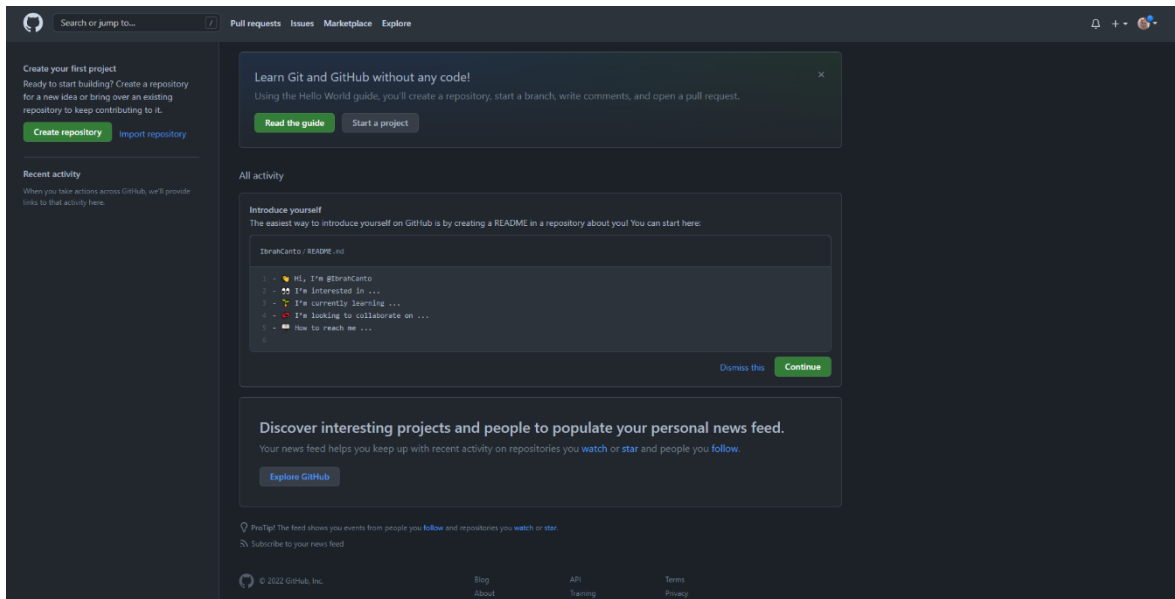 Search or jump to...
/
Pull requests Issues Marketplace Explore
Create your first project
Ready to start building? Create a repository
for a new idea or bring over an existing
repository to keep contributing to it.
Create repository Import repository
Recent activity
When you take actions across GitHub, we'll provide
links to that activity here.
Learn Git and GitHub without any code!
Using the Hello World guide, you'll create a repository, start a branch, write comments, and open a pull request.
Read the guide Start a project
All activity
Introduce yourself
The easiest way to introduce yourself on GitHub is by creating a README in a repository about you! You can start here:
IbrahCanto / README.md
1 - 👋 Hi, I'm @IbrahCanto
2 - 👀 I'm interested in ...
3 - 🌱 I'm currently learning ...
4 - 💞️ I'm looking to collaborate on ...
5 - 📫 How to reach me ...
6
Dismiss this Continue
Discover interesting projects and people to populate your personal news feed.
Your news feed helps you keep up with recent activity on repositories you watch or star and people you follow.
Explore GitHub
ProTip! The feed shows you events from people you follow and repositories you watch or star.
Subscribe to your news feed
© 2022 GitHub, Inc.
Blog API Terms
About Training Privacy